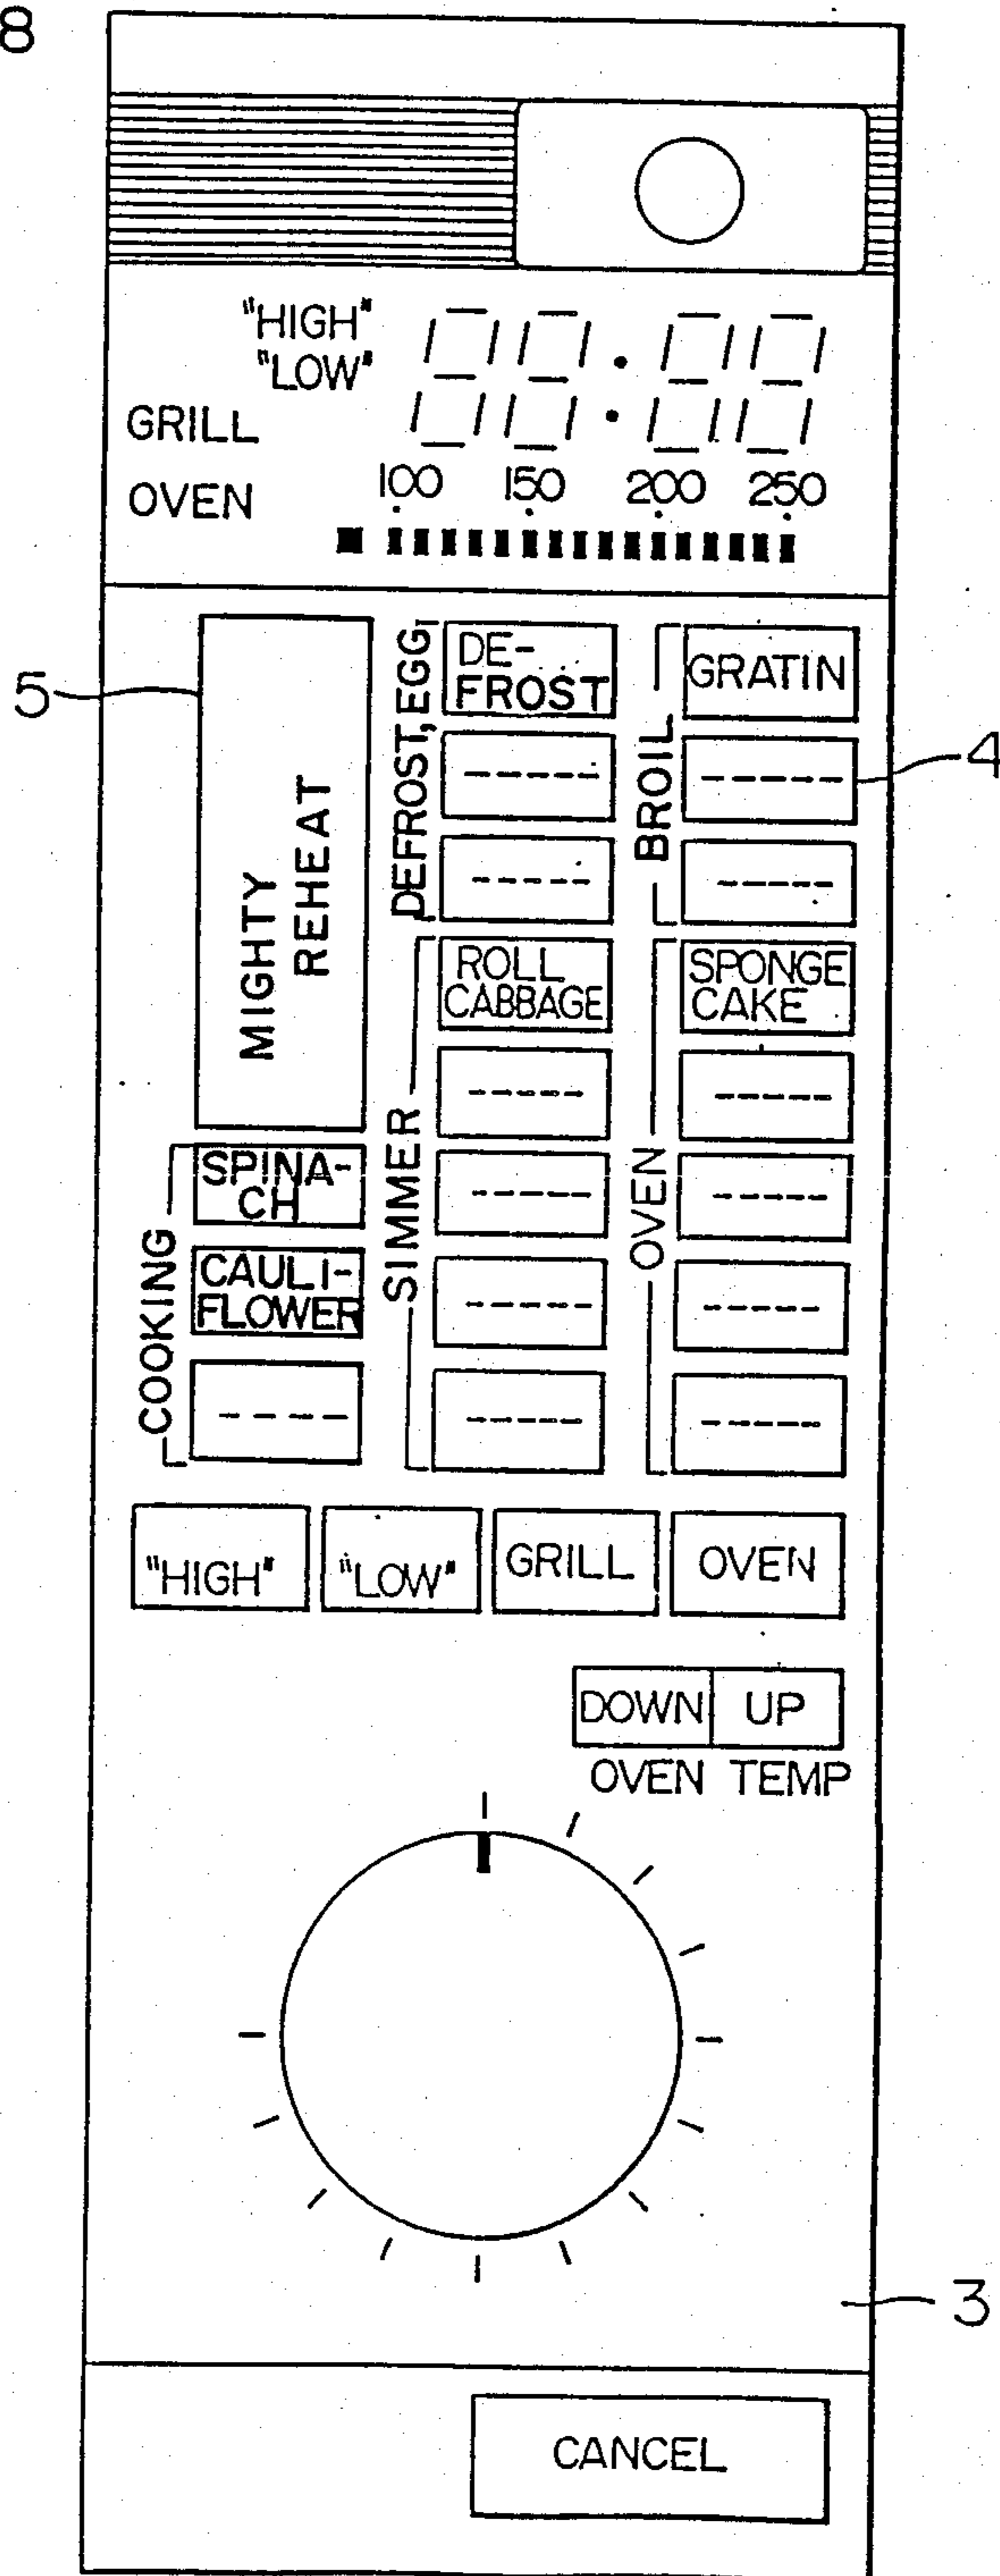 8
"HIGH"
"LOW"
88:88
GRILL
OVEN
100 150 200 250
5
MIGHTY
REHEAT
DEFROST, EGG
DE-
FROST
BROIL
GRATIN
4
SIMMER
ROLL
CABBAGE
OVEN
SPONGE
CAKE
COOKING
SPINA-
CH
CAULI-
FLOWER
"HIGH" "LOW" GRILL OVEN
DOWN UP
OVEN TEMP
3
CANCEL